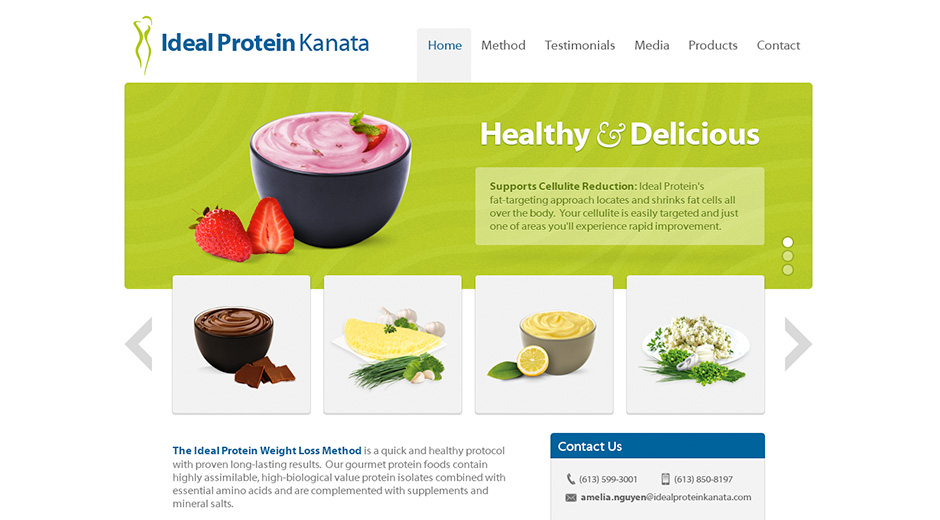 Ideal Protein Kanata
Home Method Testimonials Media Products Contact
Healthy & Delicious
Supports Cellulite Reduction: Ideal Protein's
fat-targeting approach locates and shrinks fat cells all
over the body. Your cellulite is easily targeted and just
one of areas you'll experience rapid improvement.
The Ideal Protein Weight Loss Method is a quick and healthy protocol
with proven long-lasting results. Our gourmet protein foods contain
highly assimilable, high-biological value protein isolates combined with
essential amino acids and are complemented with supplements and
mineral salts.
Contact Us
(613) 599-3001 (613) 850-8197
amelia.nguyen@idealproteinkanata.com